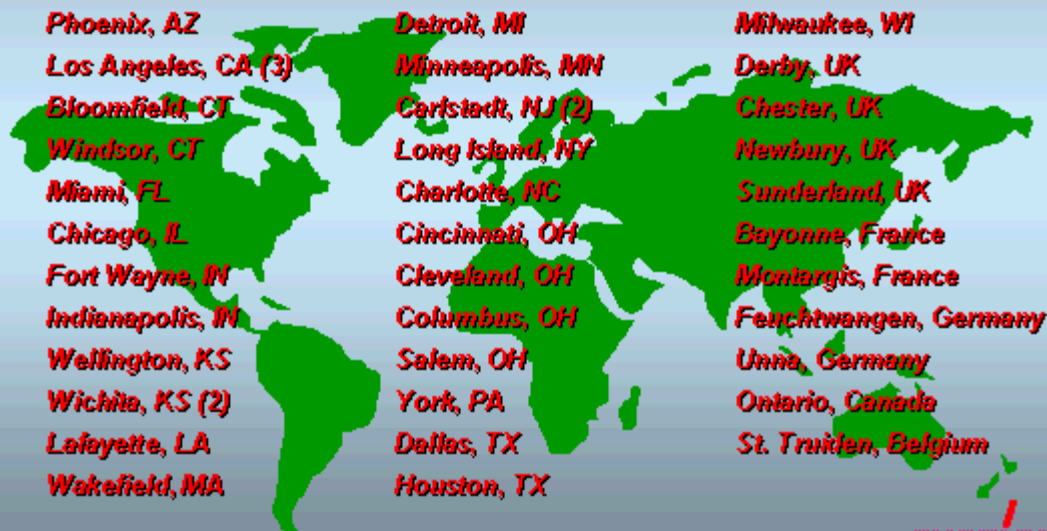 Phoenix, AZ
Los Angeles, CA (3)
Bloomfield, CT
Windsor, CT
Miami, FL
Chicago, IL
Fort Wayne, IN
Indianapolis, IN
Wellington, KS
Wichita, KS (2)
Lafayette, LA
Wakefield, MA
Detroit, MI
Minneapolis, MN
Carlstadt, NJ (2)
Long Island, NY
Charlotte, NC
Cincinnati, OH
Cleveland, OH
Columbus, OH
Salem, OH
York, PA
Dallas, TX
Houston, TX
Milwaukee, WI
Derby, UK
Chester, UK
Newbury, UK
Sunderland, UK
Bayonne, France
Montargis, France
Feuchtwangen, Germany
Unna, Germany
Ontario, Canada
St. Truiden, Belgium